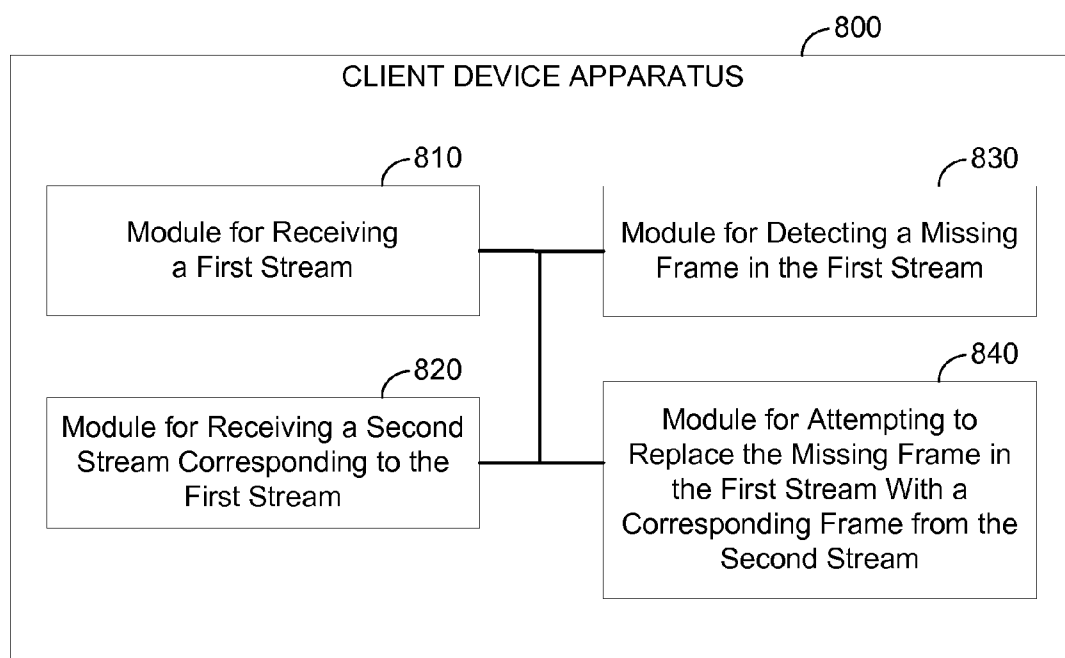 800
CLIENT DEVICE APPARATUS
810
Module for Receiving
a First Stream
830
Module for Detecting a Missing
Frame in the First Stream
820
Module for Receiving a Second
Stream Corresponding to the
First Stream
840
Module for Attempting to
Replace the Missing Frame in
the First Stream With a
Corresponding Frame from the
Second Stream